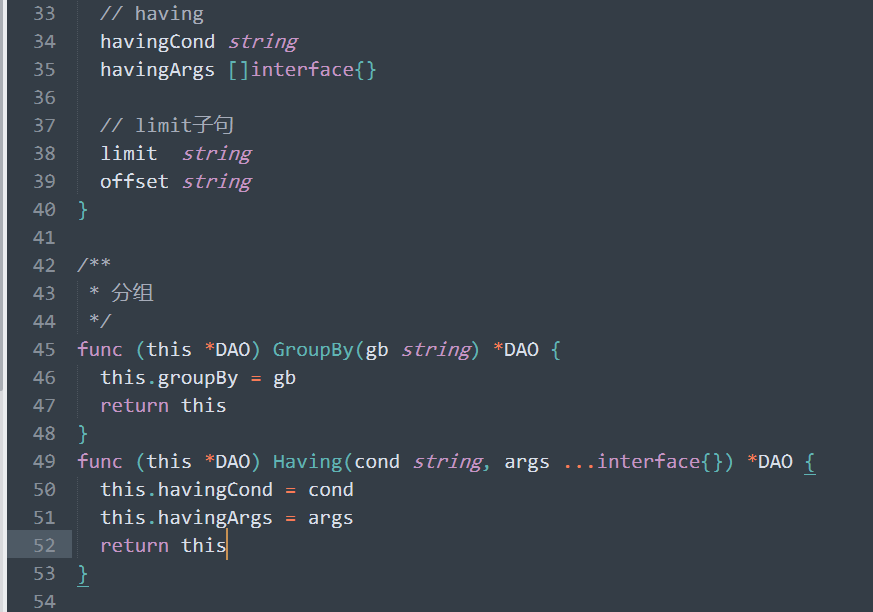 33 // having
34 havingCond string
35 havingArgs []interface{}
36
37 // limit子句
38 limit  string
39 offset string
40 }
41
42 /**
43  * 分组
44  */
45 func (this *DAO) GroupBy(gb string) *DAO {
46   this.groupBy = gb
47   return this
48 }
49 func (this *DAO) Having(cond string, args ...interface{}) *DAO {
50   this.havingCond = cond
51   this.havingArgs = args
52   return this
53 }
54